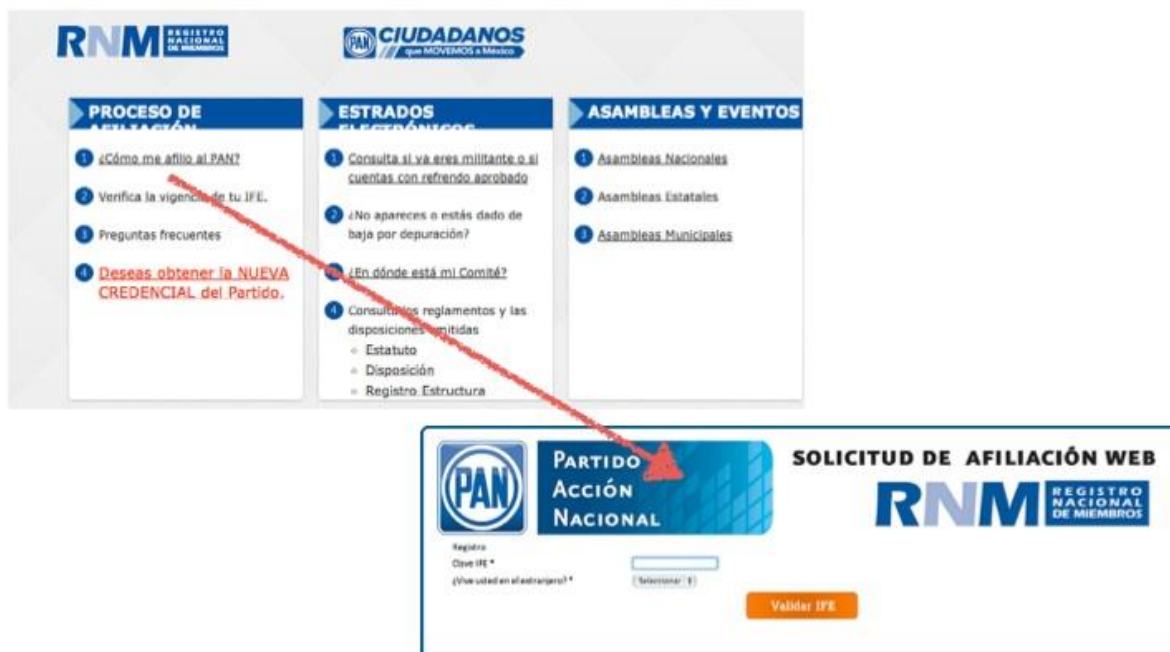 RNM REGISTRO
NACIONAL
DE MIEMBROS
PAN CIUDADANOS
que MOVEMOS a México
PROCESO DE
AFILIACIÓN
1 ¿Cómo me afilio al PAN?
2 Verifica la vigencia de tu IFE.
3 Preguntas frecuentes
4 Deseas obtener la NUEVA
CREDENCIAL del Partido.
ESTRADOS
ELECTRÓNICOS
1 Consulta si ya eres militante o si
cuentas con refrendo aprobado
2 ¿No apareces o estás dado de
baja por depuración?
¿En dónde está mi Comité?
4 Consulta los reglamentos y las
disposiciones emitidas
Estatuto
Disposición
Registro Estructura
ASAMBLEAS Y EVENTOS
1 Asambleas Nacionales
2 Asambleas Estatales
3 Asambleas Municipales
PAN
PARTIDO
ACCIÓN
NACIONAL
SOLICITUD DE AFILIACIÓN WEB
RNM REGISTRO
NACIONAL
DE MIEMBROS
Registro
Clave IFE *
¿Vive usted en el extranjero? * Seleccionar
Validar IFE